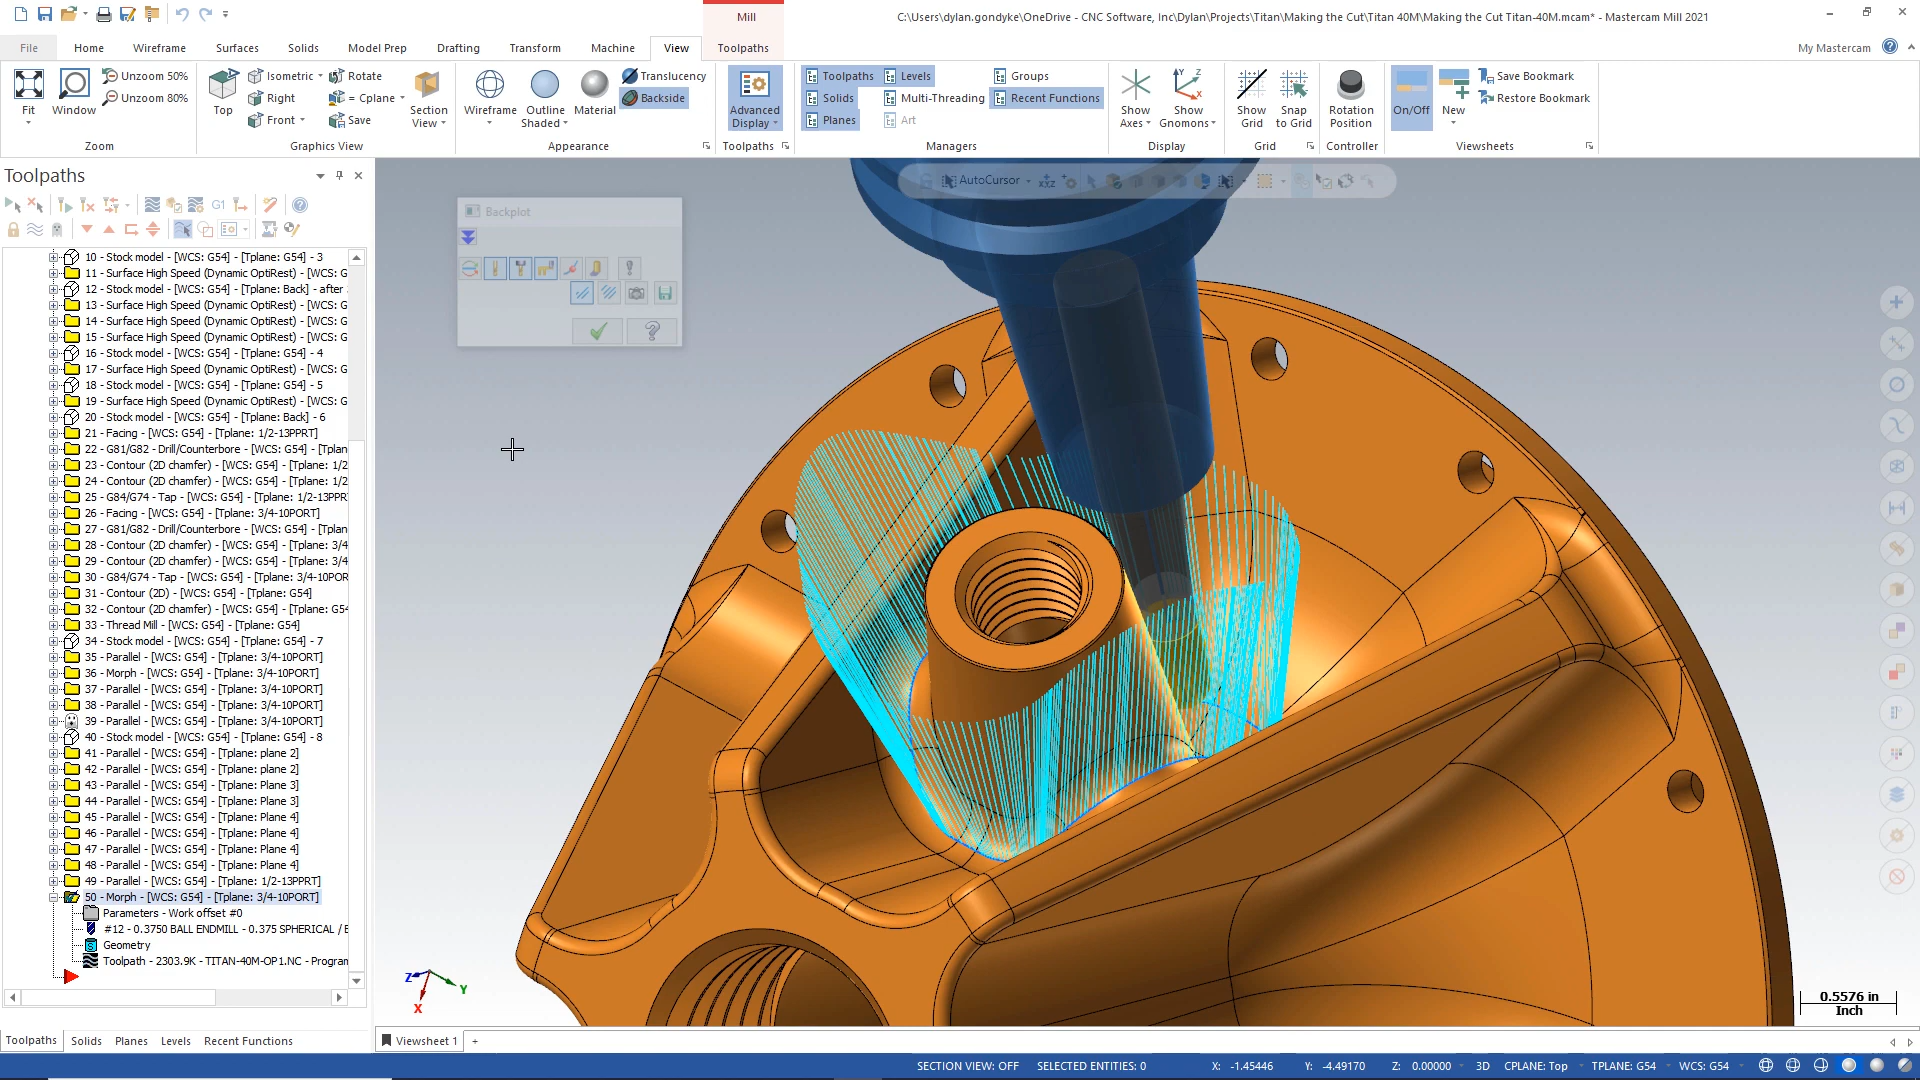 Mill
C:\Users\dylan.gondyke\OneDrive - CNC Software, Inc\Dylan\Projects\Titan\Making the Cut\Titan 40M\Making the Cut Titan-40M.mcam* - Mastercam Mill 2021
File Home Wireframe Surfaces Solids Model Prep Drafting Transform Machine View Toolpaths
My Mastercam
Fit Window Unzoom 50% Unzoom 80%
Zoom
Top Isometric Right Front Rotate = Cplane Save Section View
Graphics View
Wireframe Outline Shaded Material Translucency Backside
Appearance
Advanced Display
Toolpaths
Toolpaths Levels Groups
Solids Multi-Threading Recent Functions
Planes Art
Managers
Show Axes Show Gnomons
Display
Show Grid Snap to Grid
Grid
Rotation Position
Controller
On/Off New Save Bookmark Restore Bookmark
Viewsheets
Toolpaths
G1
10 - Stock model - [WCS: G54] - [Tplane: G54] - 3
11 - Surface High Speed (Dynamic OptiRest) - [WCS: G
12 - Stock model - [WCS: G54] - [Tplane: Back] - after
13 - Surface High Speed (Dynamic OptiRest) - [WCS: G
14 - Surface High Speed (Dynamic OptiRest) - [WCS: G
15 - Surface High Speed (Dynamic OptiRest) - [WCS: G
16 - Stock model - [WCS: G54] - [Tplane: G54] - 4
17 - Surface High Speed (Dynamic OptiRest) - [WCS: G
18 - Stock model - [WCS: G54] - [Tplane: G54] - 5
19 - Surface High Speed (Dynamic OptiRest) - [WCS: G
20 - Stock model - [WCS: G54] - [Tplane: Back] - 6
21 - Facing - [WCS: G54] - [Tplane: 1/2-13PPRT]
22 - G81/G82 - Drill/Counterbore - [WCS: G54] - [Tplan
23 - Contour (2D chamfer) - [WCS: G54] - [Tplane: 1/2
24 - Contour (2D chamfer) - [WCS: G54] - [Tplane: 1/2
25 - G84/G74 - Tap - [WCS: G54] - [Tplane: 1/2-13PPR
26 - Facing - [WCS: G54] - [Tplane: 3/4-10PORT]
27 - G81/G82 - Drill/Counterbore - [WCS: G54] - [Tplan
28 - Contour (2D chamfer) - [WCS: G54] - [Tplane: 3/4
29 - Contour (2D chamfer) - [WCS: G54] - [Tplane: 3/4
30 - G84/G74 - Tap - [WCS: G54] - [Tplane: 3/4-10POR
31 - Contour (2D) - [WCS: G54] - [Tplane: G54]
32 - Contour (2D chamfer) - [WCS: G54] - [Tplane: G54
33 - Thread Mill - [WCS: G54] - [Tplane: G54]
34 - Stock model - [WCS: G54] - [Tplane: G54] - 7
35 - Parallel - [WCS: G54] - [Tplane: 3/4-10PORT]
36 - Morph - [WCS: G54] - [Tplane: 3/4-10PORT]
37 - Parallel - [WCS: G54] - [Tplane: 3/4-10PORT]
38 - Parallel - [WCS: G54] - [Tplane: 3/4-10PORT]
39 - Parallel - [WCS: G54] - [Tplane: 3/4-10PORT]
40 - Stock model - [WCS: G54] - [Tplane: G54] - 8
41 - Parallel - [WCS: G54] - [Tplane: plane 2]
42 - Parallel - [WCS: G54] - [Tplane: plane 2]
43 - Parallel - [WCS: G54] - [Tplane: Plane 3]
44 - Parallel - [WCS: G54] - [Tplane: Plane 3]
45 - Parallel - [WCS: G54] - [Tplane: Plane 4]
46 - Parallel - [WCS: G54] - [Tplane: Plane 4]
47 - Parallel - [WCS: G54] - [Tplane: Plane 4]
48 - Parallel - [WCS: G54] - [Tplane: Plane 4]
49 - Parallel - [WCS: G54] - [Tplane: 1/2-13PPRT]
50 - Morph - [WCS: G54] - [Tplane: 3/4-10PORT]
Parameters - Work offset #0
#12 - 0.3750 BALL ENDMILL - 0.375 SPHERICAL / B
Geometry
Toolpath - 2303.9K - TITAN-40M-OP1.NC - Program
Toolpaths Solids Planes Levels Recent Functions
AutoCursor
Backplot
Z Y X
0.5576 in
Inch
Viewsheet 1 +
SECTION VIEW: OFF SELECTED ENTITIES: 0 X: -1.45446 Y: -4.49170 Z: 0.00000 3D CPLANE: Top TPLANE: G54 WCS: G54